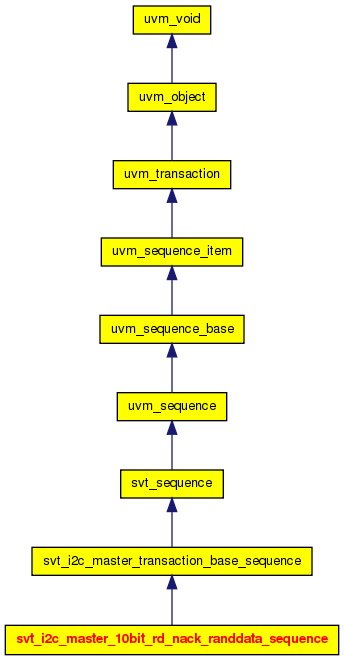 uvm_void
uvm_object
uvm_transaction
uvm_sequence_item
uvm_sequence_base
uvm_sequence
svt_sequence
svt_i2c_master_transaction_base_sequence
svt_i2c_master_10bit_rd_nack_randdata_sequence